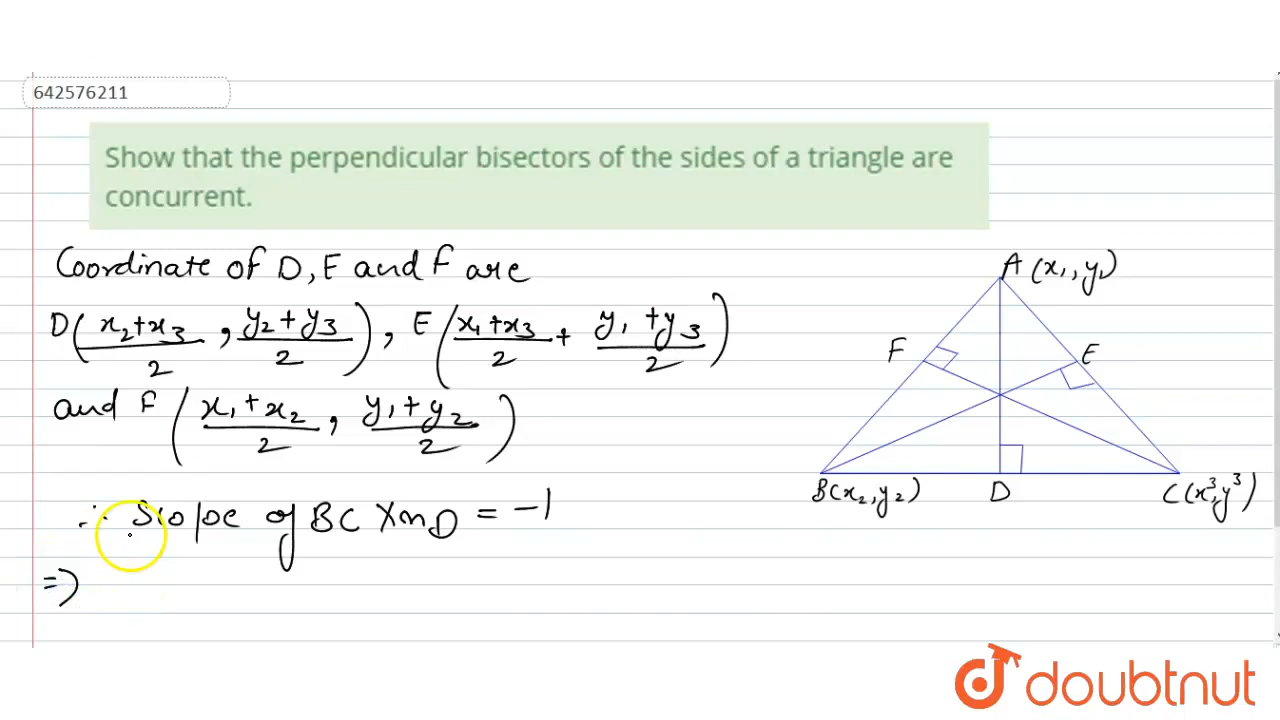 642576211
Show that the perpendicular bisectors of the sides of a triangle are
concurrent.
Coordinate of D, E and F are
D(x₂+x₃/2, y₂+y₃/2), E(x₁+x₃/2 + y₁+y₃/2)
and F (x₁+x₂/2, y₁+y₂/2)
∴ Slope of BC × m_D = -1
⇒
A (x₁, y₁)
F
E
B(x₂, y₂)
D
C(x³, y³)
doubtnut